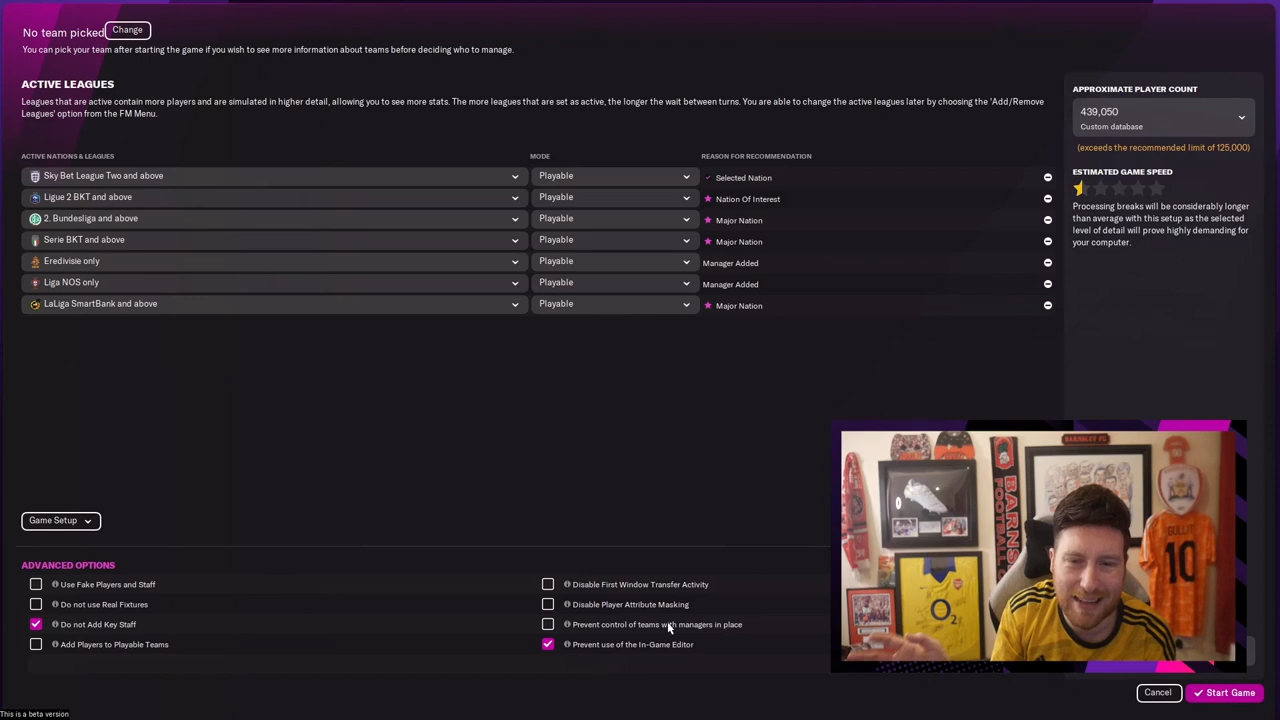 No team picked
Change
You can pick your team after starting the game if you wish to see more information about teams before deciding who to manage.
ACTIVE LEAGUES
Leagues that are active contain more players and are simulated in higher detail, allowing you to see more stats. The more leagues that are set as active, the longer the wait between turns. You are able to change the active leagues later by choosing the 'Add/Remove
Leagues' option from the FM Menu.
ACTIVE NATIONS & LEAGUES
MODE
REASON FOR RECOMMENDATION
Sky Bet League Two and above
Playable
Selected Nation
Ligue 2 BKT and above
Playable
Nation Of Interest
2. Bundesliga and above
Playable
Major Nation
Serie BKT and above
Playable
Major Nation
Eredivisie only
Playable
Manager Added
Liga NOS only
Playable
Manager Added
LaLiga SmartBank and above
Playable
Major Nation
APPROXIMATE PLAYER COUNT
439,050
Custom database
(exceeds the recommended limit of 125,000)
ESTIMATED GAME SPEED
Processing breaks will be considerably longer
than average with this setup as the selected
level of detail will prove highly demanding for
your computer.
Game Setup
ADVANCED OPTIONS
Use Fake Players and Staff
Disable First Window Transfer Activity
Do not use Real Fixtures
Disable Player Attribute Masking
Do not Add Key Staff
Prevent control of teams with managers in place
Add Players to Playable Teams
Prevent use of the In-Game Editor
BARNSLEY FC
BARNS
FOOTBALL
O2
GULLIT
10
Cancel
Start Game
This is a beta version